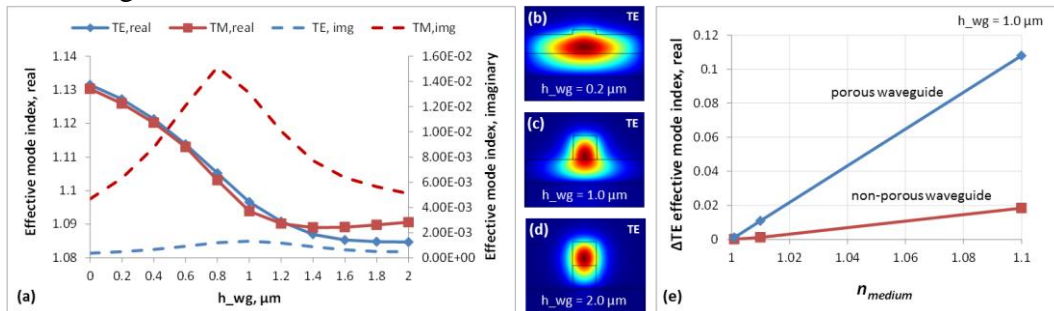 TE,real TM,real TE, img TM,img
Effective mode index, real
1.14
1.13
1.12
1.11
1.1
1.09
1.08
0 0.2 0.4 0.6 0.8 1 1.2 1.4 1.6 1.8 2
h_wg, µm
(a)
1.60E-02
1.40E-02
1.20E-02
1.00E-02
8.00E-03
6.00E-03
4.00E-03
2.00E-03
0.00E+00
Effective mode index, imaginary
(b) TE
h_wg = 0.2 µm
(c) TE
h_wg = 1.0 µm
(d) TE
h_wg = 2.0 µm
h_wg = 1.0 µm
ΔTE effective mode index, real
0.12
0.1
0.08
0.06
0.04
0.02
0
porous waveguide
non-porous waveguide
1 1.02 1.04 1.06 1.08 1.1
(e) n_medium